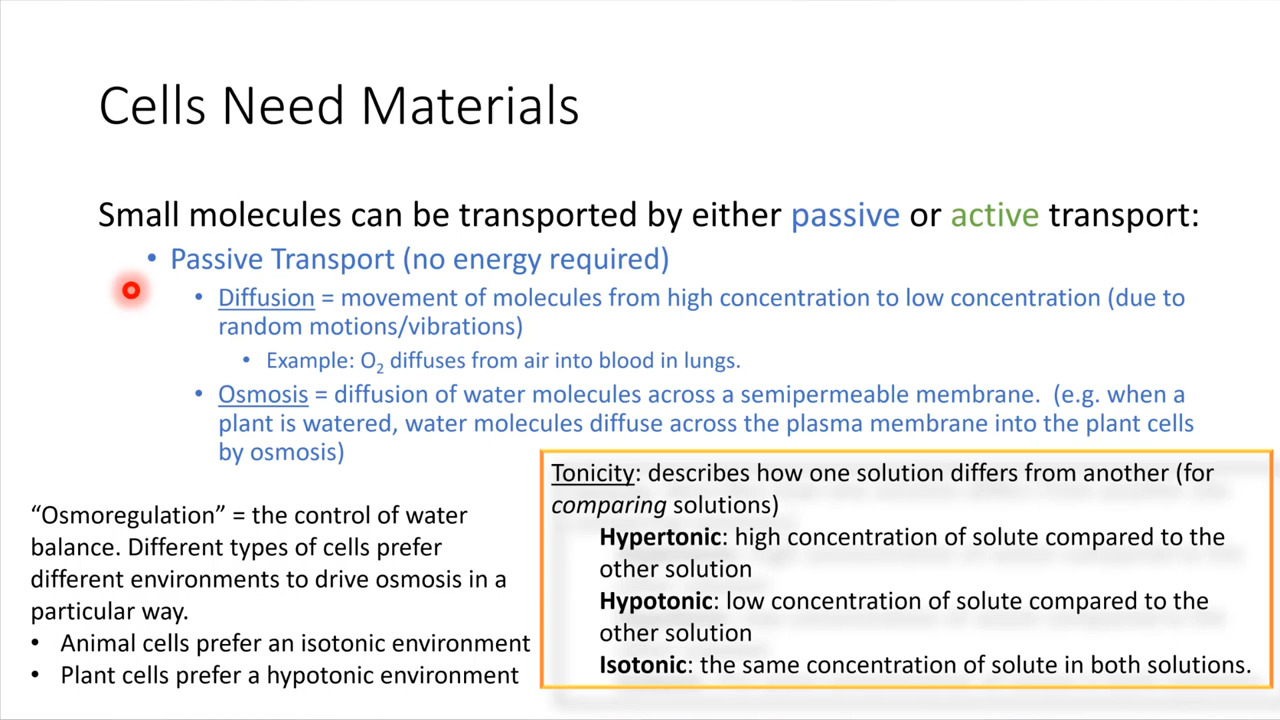 Cells Need Materials
Small molecules can be transported by either passive or active transport:
• Passive Transport (no energy required)
• Diffusion = movement of molecules from high concentration to low concentration (due to
random motions/vibrations)
• Example: O₂ diffuses from air into blood in lungs.
• Osmosis = diffusion of water molecules across a semipermeable membrane. (e.g. when a
plant is watered, water molecules diffuse across the plasma membrane into the plant cells
by osmosis)
“Osmoregulation” = the control of water
balance. Different types of cells prefer
different environments to drive osmosis in a
particular way.
• Animal cells prefer an isotonic environment
• Plant cells prefer a hypotonic environment
Tonicity: describes how one solution differs from another (for
comparing solutions)
Hypertonic: high concentration of solute compared to the
other solution
Hypotonic: low concentration of solute compared to the
other solution
Isotonic: the same concentration of solute in both solutions.